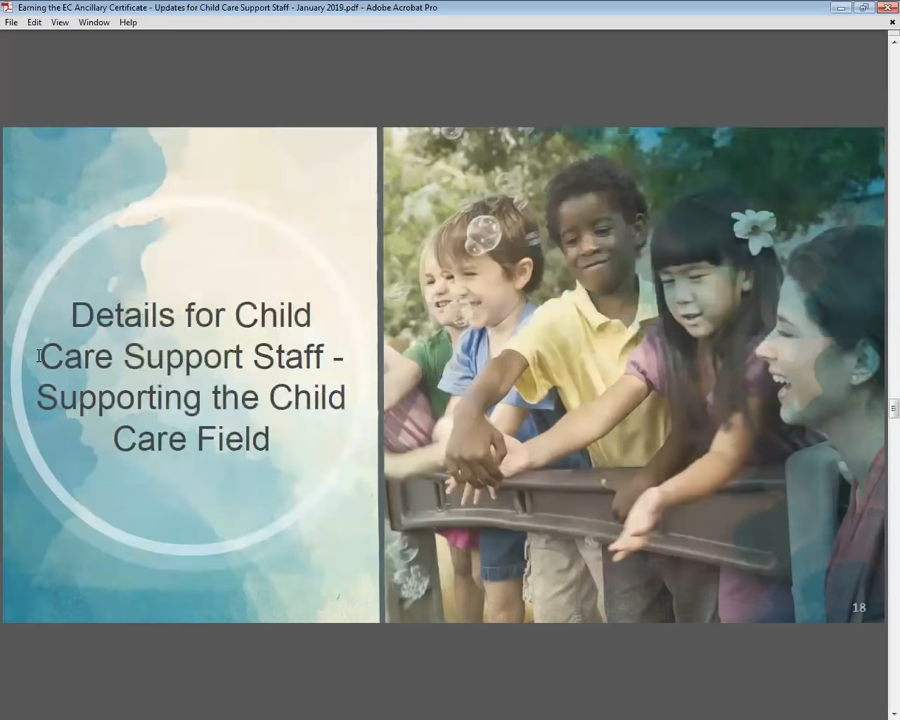 Earning the EC Ancillary Certificate - Updates for Child Care Support Staff - January 2019.pdf - Adobe Acrobat Pro
File Edit View Window Help
Details for Child
Care Support Staff -
Supporting the Child
Care Field
18